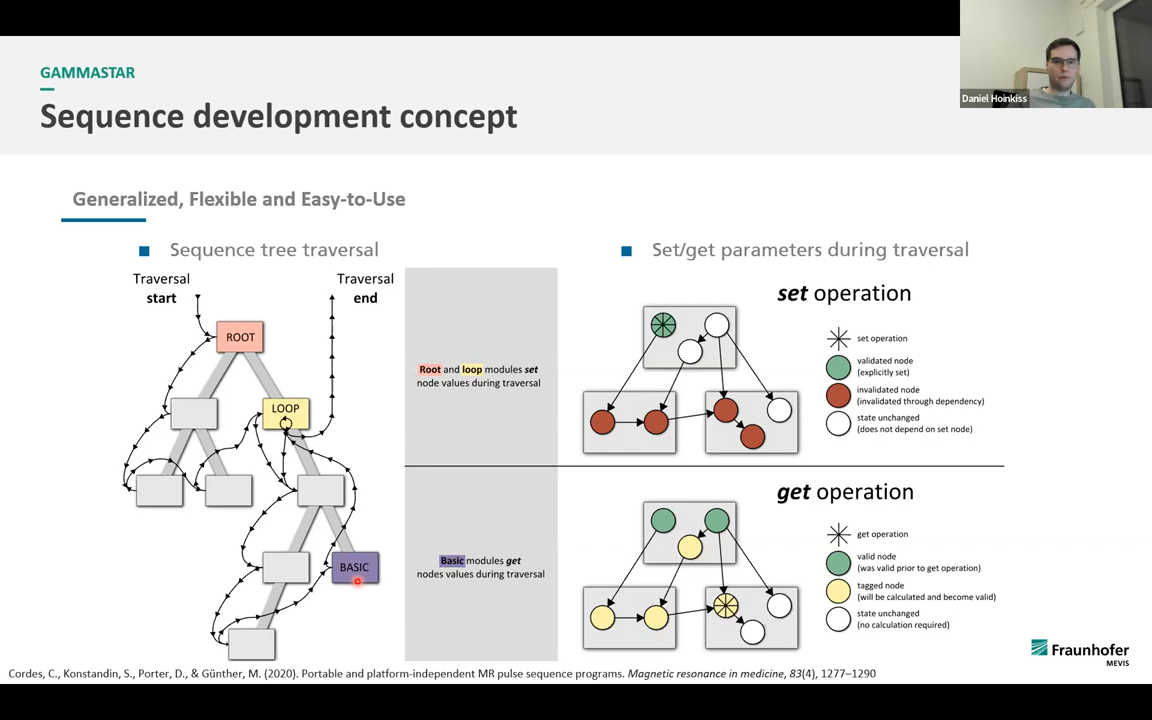 Daniel Hoinkiss
GAMMASTAR
Sequence development concept
Generalized, Flexible and Easy-to-Use
Sequence tree traversal
Traversal
start
Traversal
end
ROOT
LOOP
BASIC
Root and loop modules set
node values during traversal
Basic modules get
nodes values during traversal
Set/get parameters during traversal
set operation
set operation
validated node
(explicitly set)
invalidated node
(invalidated through dependency)
state unchanged
(does not depend on set node)
get operation
get operation
valid node
(was valid prior to get operation)
tagged node
(will be calculated and become valid)
state unchanged
(no calculation required)
Fraunhofer
MEVIS
Cordes, C., Konstandin, S., Porter, D., & Günther, M. (2020). Portable and platform-independent MR pulse sequence programs. Magnetic resonance in medicine, 83(4), 1277–1290